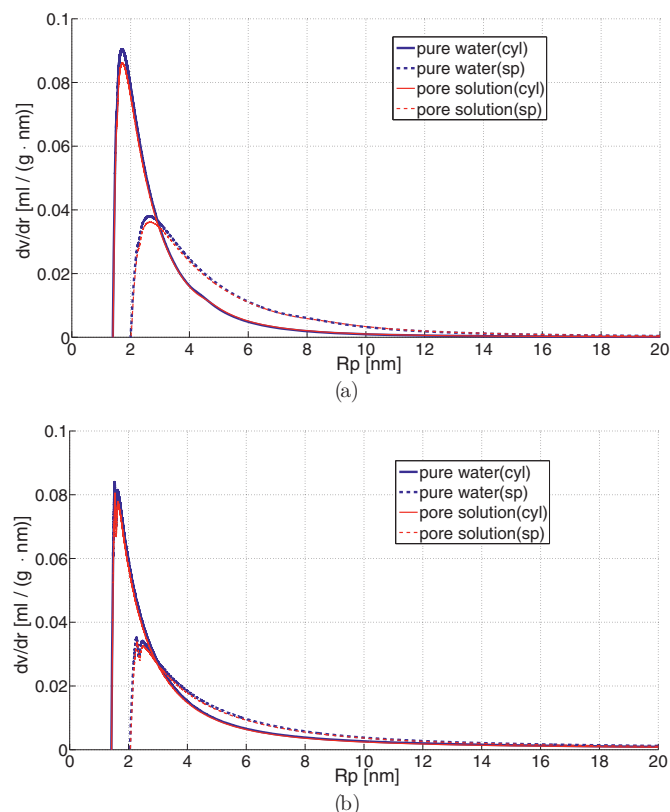 0.1
0.08
0.06
0.04
0.02
0
dv/dr [ml / (g · nm)]
pure water(cyl)
pure water(sp)
pore solution(cyl)
pore solution(sp)
0 2 4 6 8 10 12 14 16 18 20
Rp [nm]
(a)
0.1
0.08
0.06
0.04
0.02
0
dv/dr [ml / (g · nm)]
pure water(cyl)
pure water(sp)
pore solution(cyl)
pore solution(sp)
0 2 4 6 8 10 12 14 16 18 20
Rp [nm]
(b)